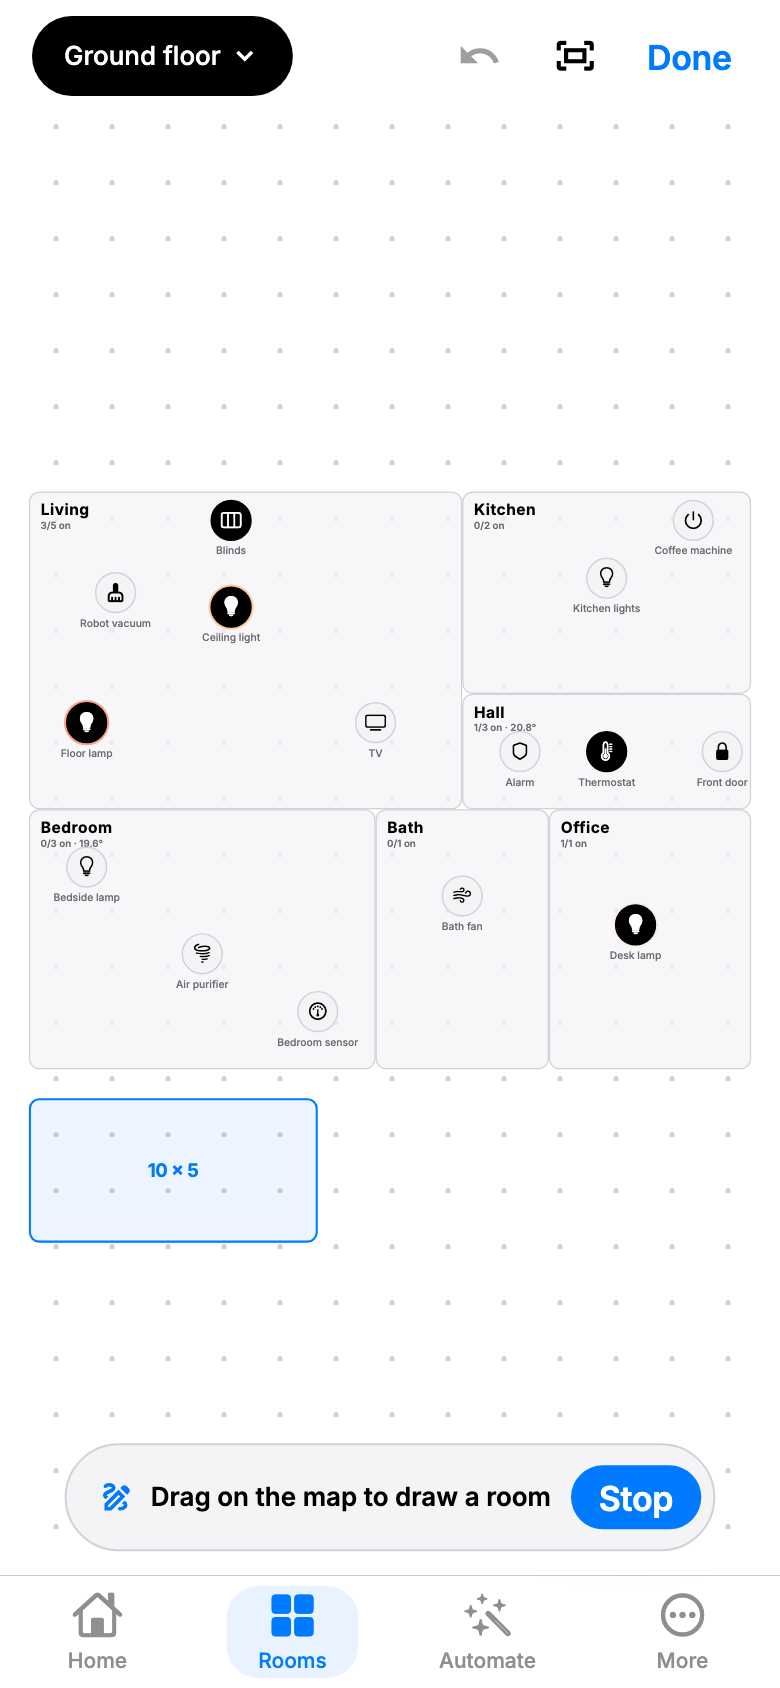 Ground floor
Done
Living
3/5 on
Blinds
Robot vacuum
Ceiling light
Floor lamp
TV
Kitchen
0/2 on
Coffee machine
Kitchen lights
Hall
1/3 on · 20.8°
Alarm
Thermostat
Front door
Bedroom
0/3 on · 19.6°
Bedside lamp
Air purifier
Bedroom sensor
Bath
0/1 on
Bath fan
Office
1/1 on
Desk lamp
10 × 5
Drag on the map to draw a room
Stop
Home
Rooms
Automate
More